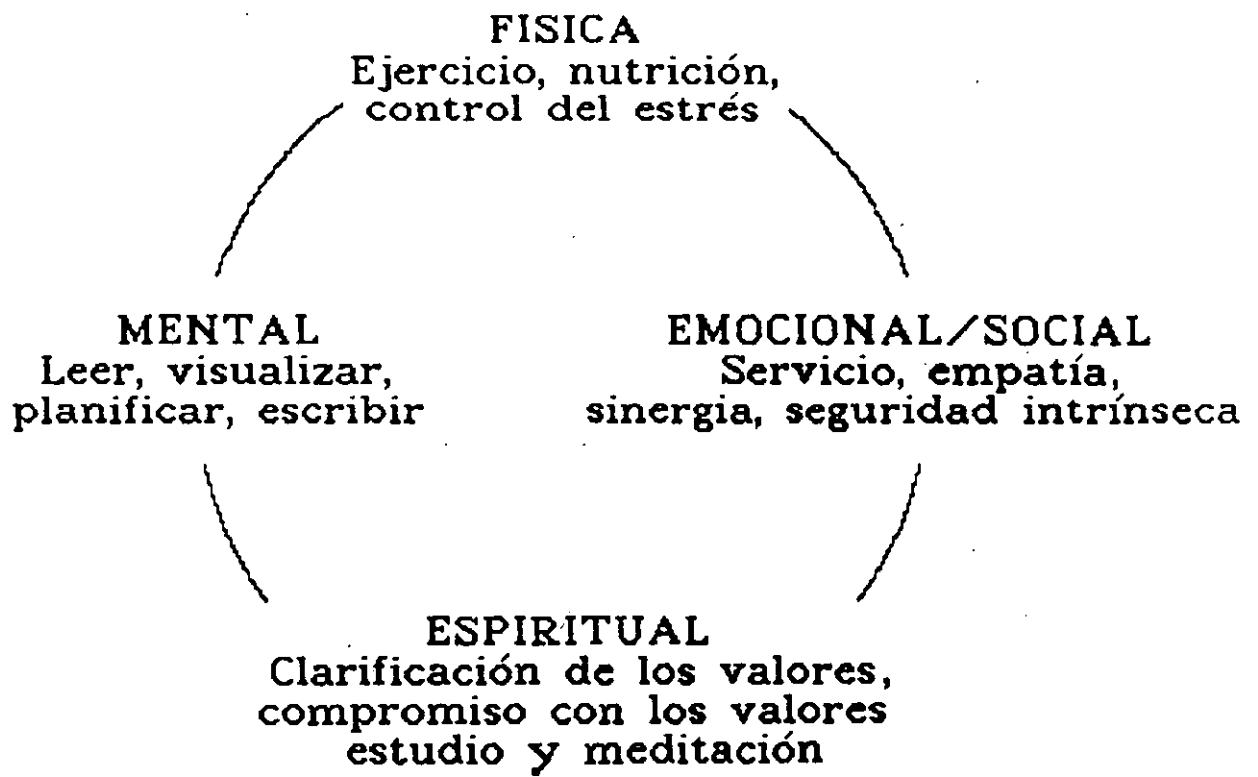 FISICA
Ejercicio, nutrición,
control del estrés
MENTAL
Leer, visualizar,
planificar, escribir
EMOCIONAL/SOCIAL
Servicio, empatía,
sinergia, seguridad intrínseca
ESPIRITUAL
Clarificación de los valores,
compromiso con los valores
estudio y meditación